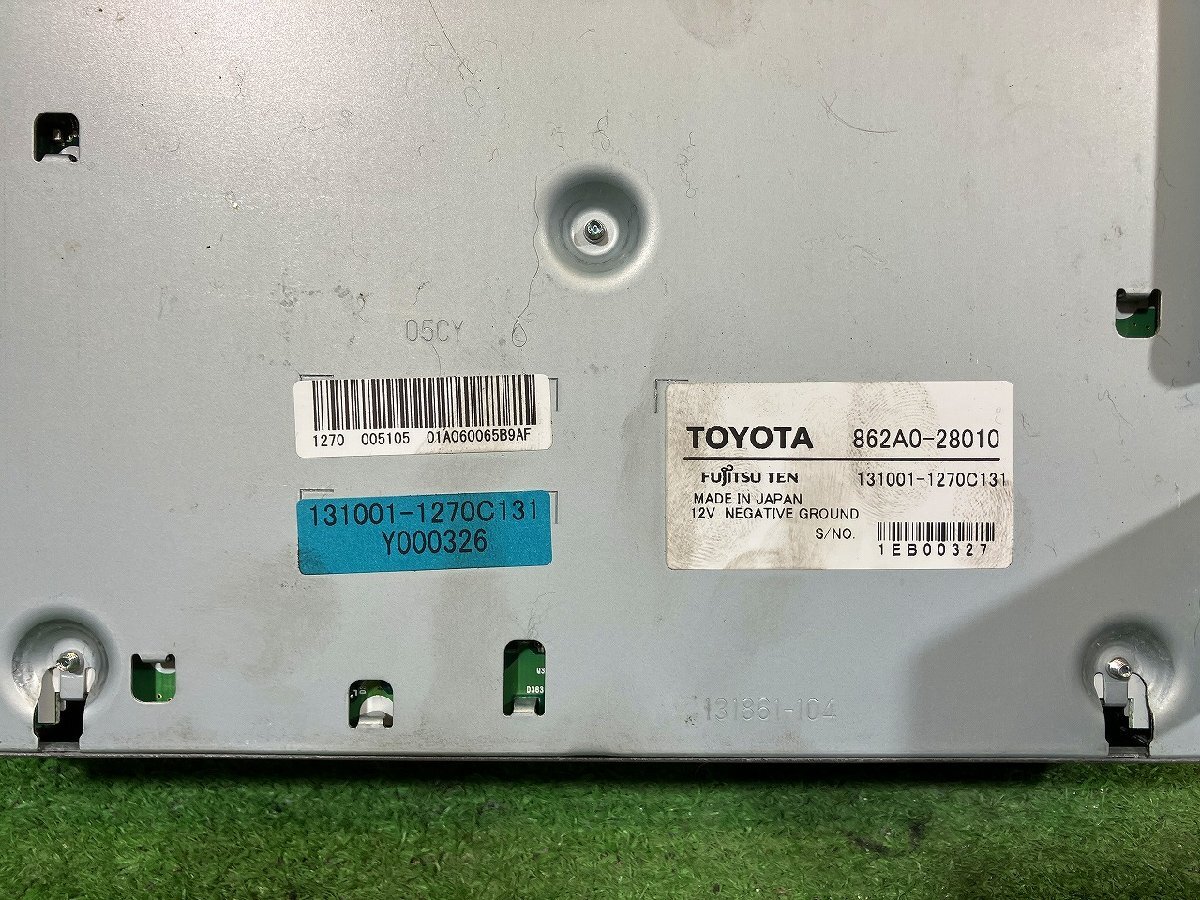 05CY
1270 005105 01A060065B9AF
131001-1270C131
Y000326
TOYOTA 862A0-28010
FUJITSU TEN 131001-1270C131
MADE IN JAPAN
12V NEGATIVE GROUND
S/NO.
1EB00327
D183
131861-104